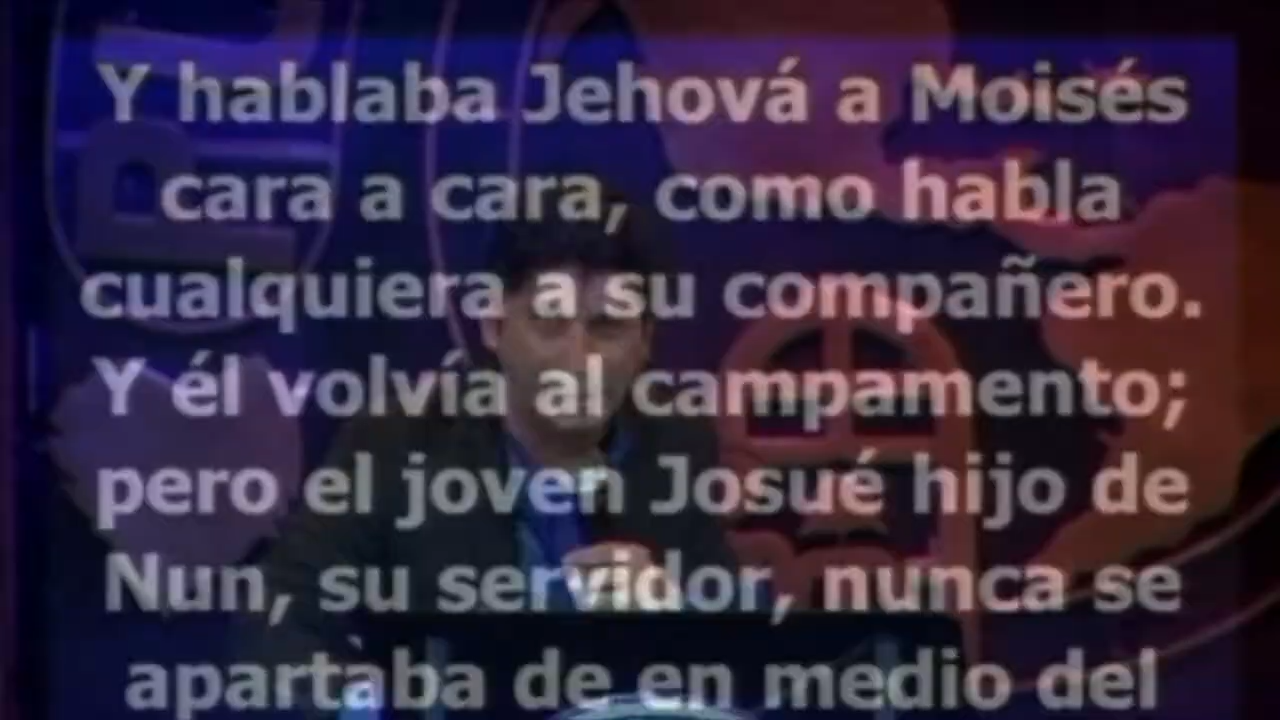 Y hablaba Jehová a Moisés
cara a cara, como habla
cualquiera a su compañero.
Y él volvía al campamento;
pero el joven Josué hijo de
Nun, su servidor, nunca se
apartaba de en medio del